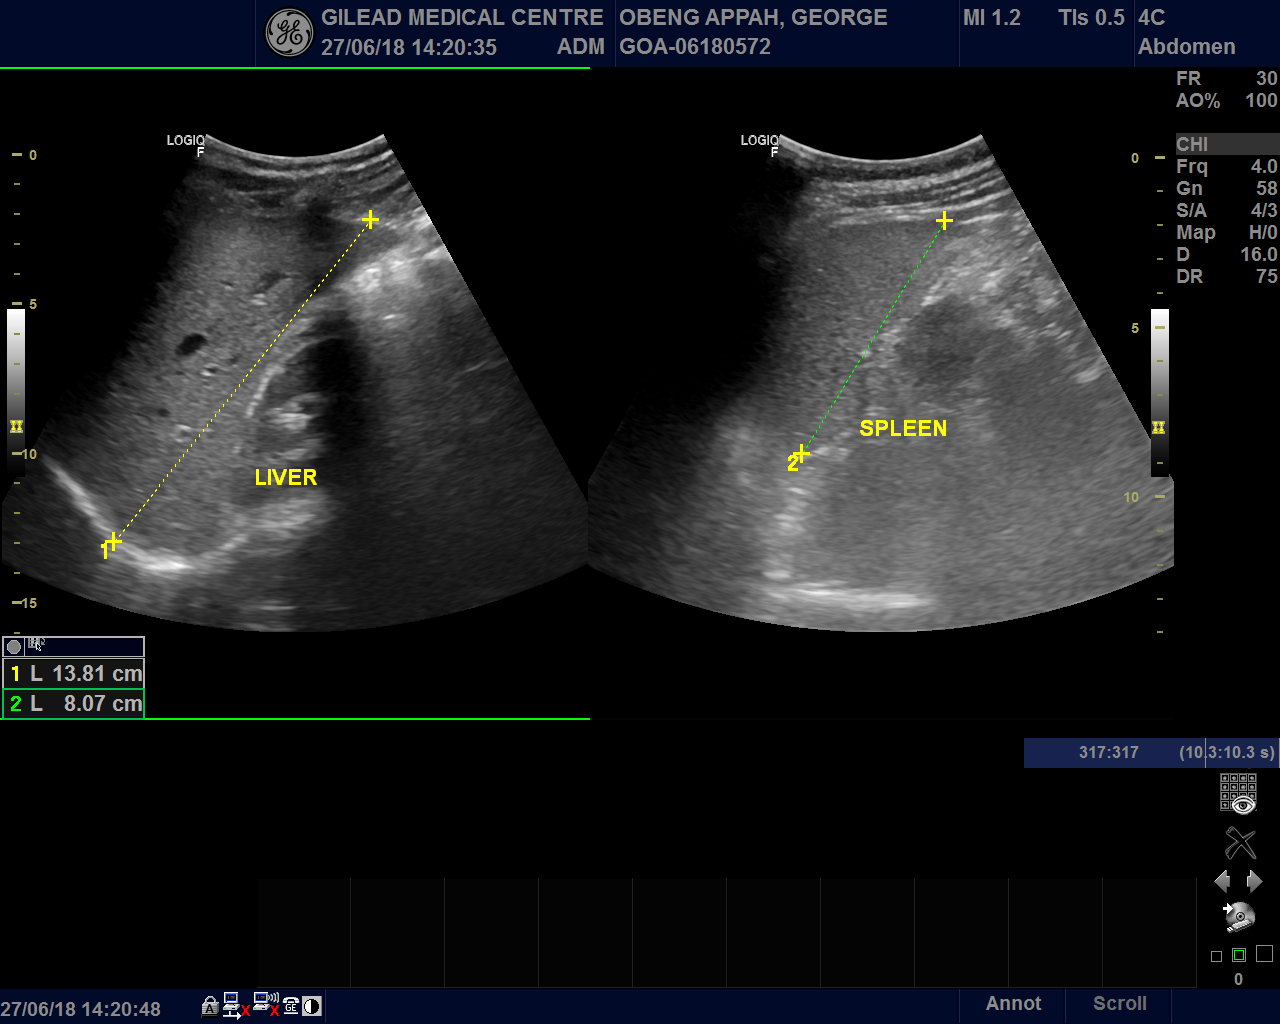 GILEAD MEDICAL CENTRE
27/06/18 14:20:35 ADM
OBENG APPAH, GEORGE
GOA-06180572
MI 1.2 TIs 0.5
4C
Abdomen
FR 30
AO% 100
CHI
Frq 4.0
Gn 58
S/A 4/3
Map H/0
D 16.0
DR 75
LOGIQ
F
0
5
10
15
1
LIVER
LOGIQ
F
0
5
10
2
SPLEEN
1 L 13.81 cm
2 L 8.07 cm
317:317 (10.3:10.3 s)
0
27/06/18 14:20:48
Annot
Scroll